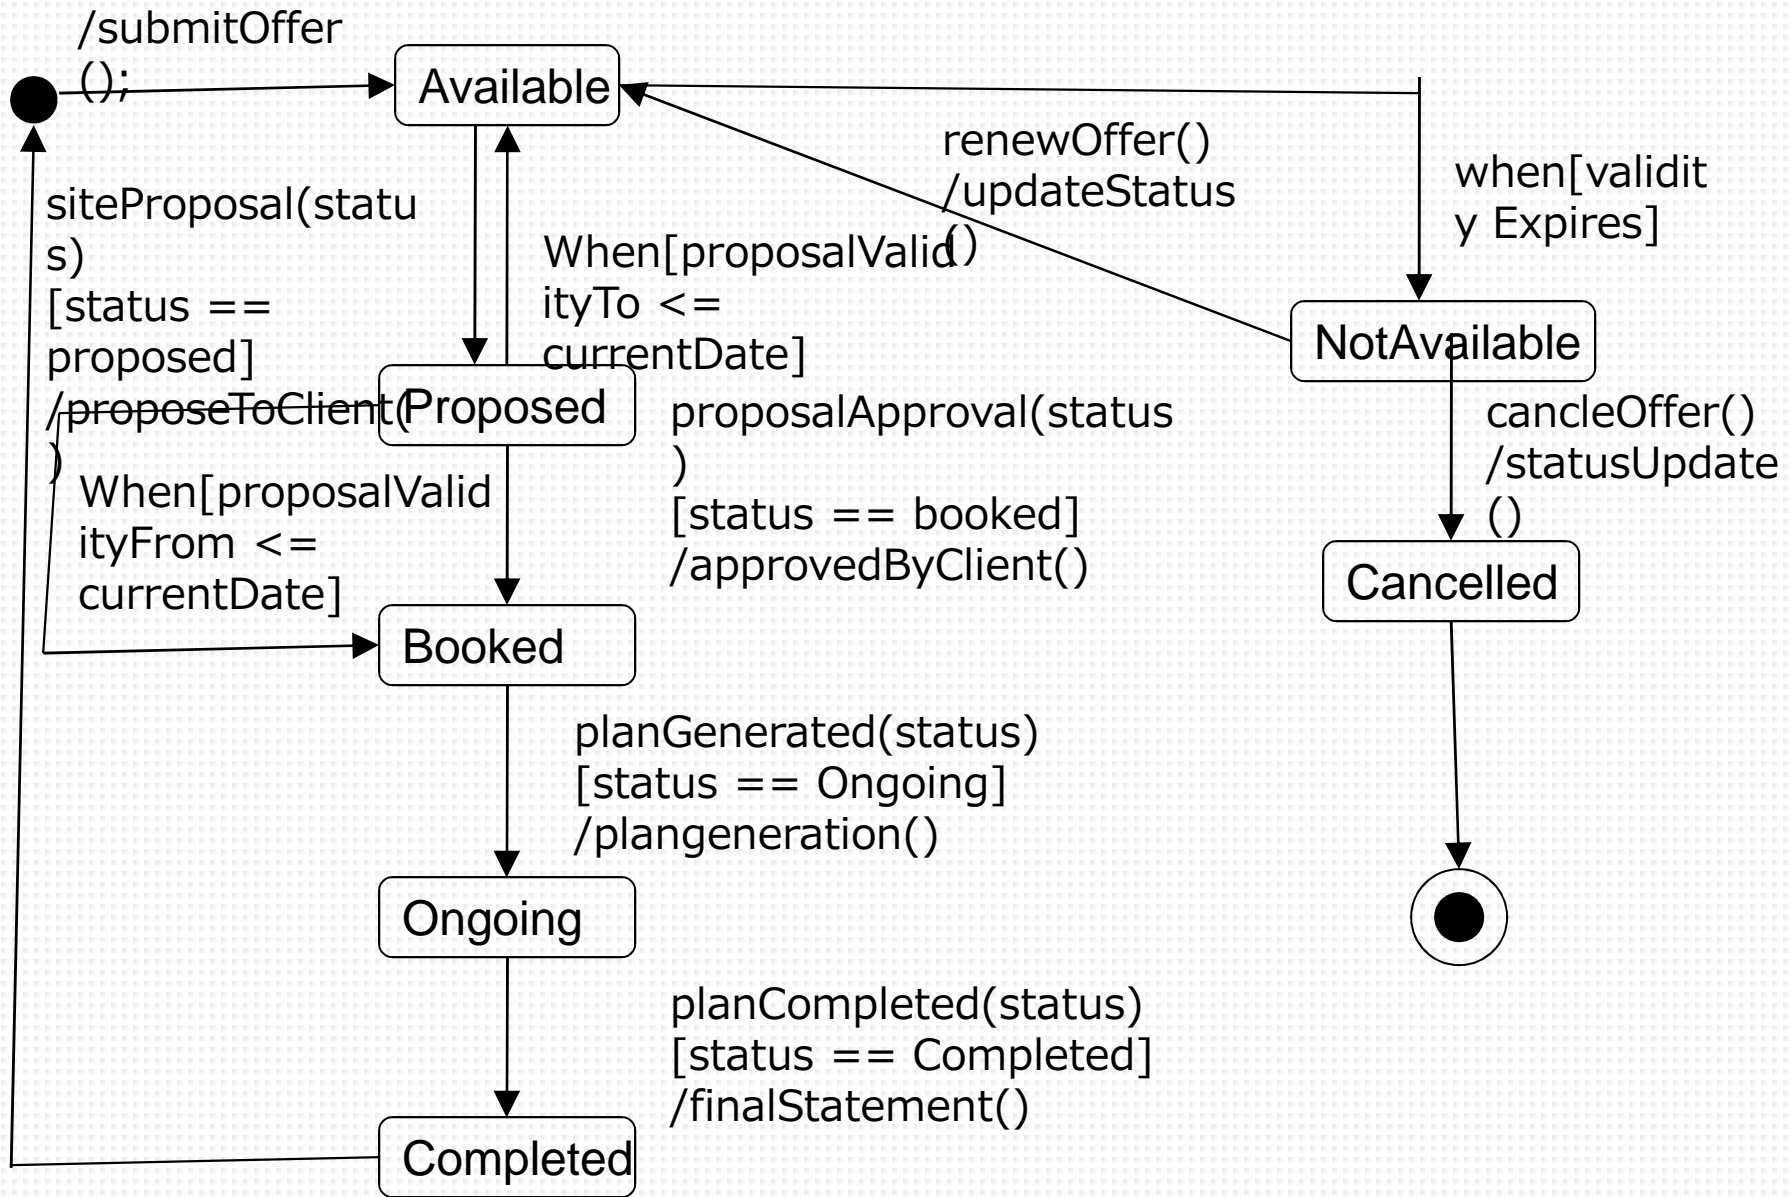 /submitOffer
();
Available
renewOffer()
/updateStatus
()
when[validit
y Expires]
siteProposal(statu
s)
[status ==
proposed]
/proposeToClient(
)
When[proposalValid
ityTo <=
currentDate]
NotAvailable
Proposed
proposalApproval(status
)
[status == booked]
/approvedByClient()
cancleOffer()
/statusUpdate
()
When[proposalValid
ityFrom <=
currentDate]
Cancelled
Booked
planGenerated(status)
[status == Ongoing]
/plangeneration()
Ongoing
planCompleted(status)
[status == Completed]
/finalStatement()
Completed